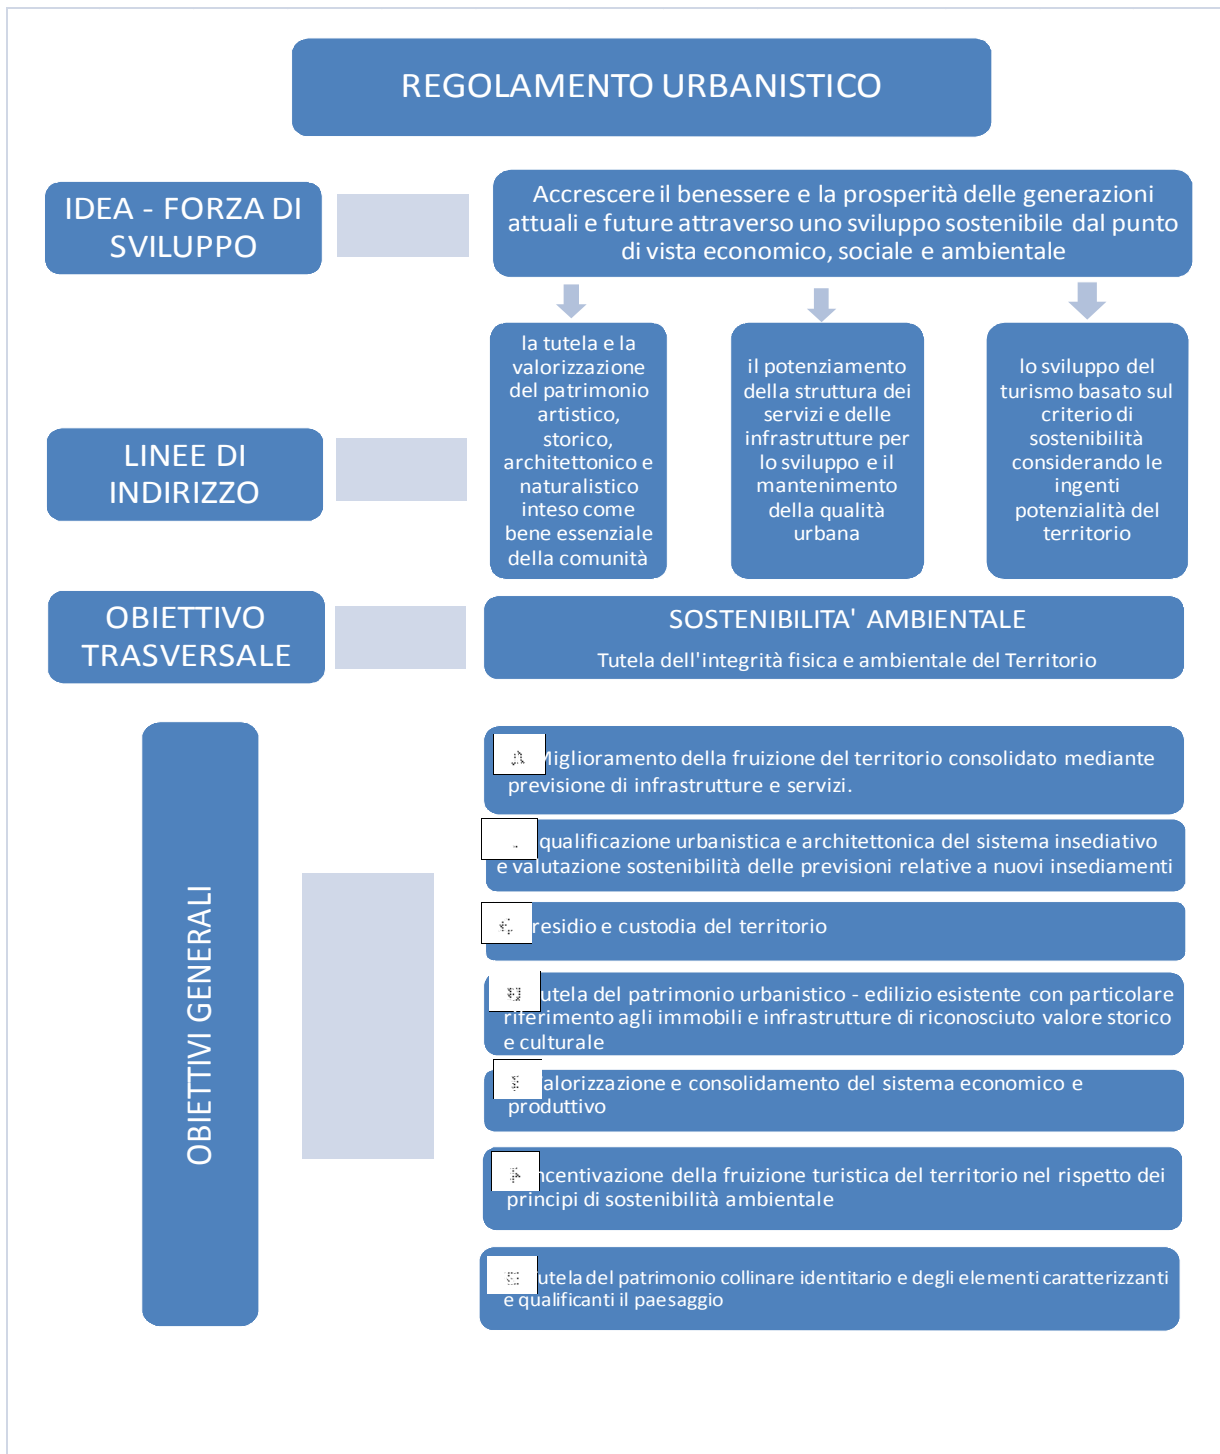 REGOLAMENTO URBANISTICO
IDEA - FORZA DI
SVILUPPO
Accrescere il benessere e la prosperità delle generazioni
attuali e future attraverso uno sviluppo sostenibile dal punto
di vista economico, sociale e ambientale
LINEE DI
INDIRIZZO
la tutela e la
valorizzazione
del patrimonio
artistico,
storico,
architettonico e
naturalistico
inteso come
bene essenziale
della comunità
il potenziamento
della struttura dei
servizi e delle
infrastrutture per
lo sviluppo e il
mantenimento
della qualità
urbana
lo sviluppo del
turismo basato sul
criterio di
sostenibilità
considerando le
ingenti
potenzialità del
territorio
OBIETTIVO
TRASVERSALE
SOSTENIBILITA' AMBIENTALE
Tutela dell'integrità fisica e ambientale del Territorio
OBIETTIVI GENERALI
Miglioramento della fruizione del territorio consolidato mediante
previsione di infrastrutture e servizi.
qualificazione urbanistica e architettonica del sistema insediativo
e valutazione sostenibilità delle previsioni relative a nuovi insediamenti
residio e custodia del territorio
utela del patrimonio urbanistico - edilizio esistente con particolare
riferimento agli immobili e infrastrutture di riconosciuto valore storico
e culturale
alorizzazione e consolidamento del sistema economico e
produttivo
ncentivazione della fruizione turistica del territorio nel rispetto dei
principi di sostenibilità ambientale
utela del patrimonio collinare identitario e degli elementi caratterizzanti
e qualificanti il paesaggio